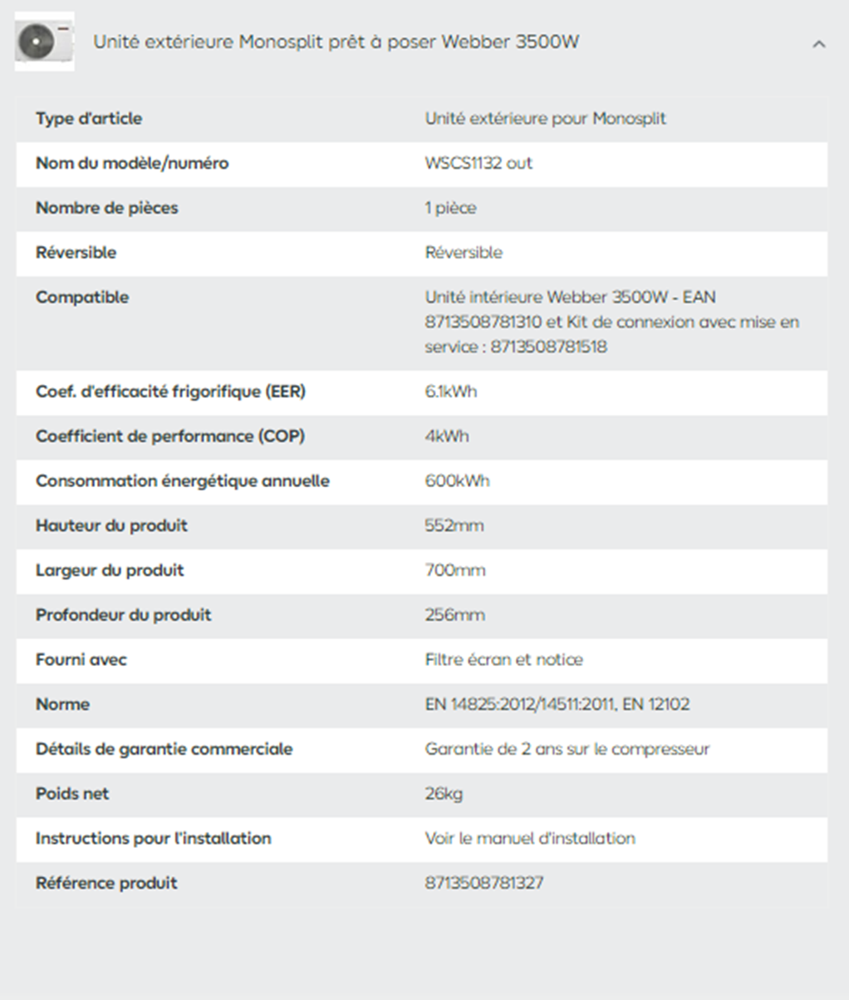 Unité extérieure Monosplit prêt à poser Webber 3500W
Type d'article Unité extérieure pour Monosplit
Nom du modèle/numéro WSCS1132 out
Nombre de pièces 1 pièce
Réversible Réversible
Compatible Unité intérieure Webber 3500W - EAN
8713508781310 et Kit de connexion avec mise en
service : 8713508781518
Coef. d'efficacité frigorifique (EER) 6.1kWh
Coefficient de performance (COP) 4kWh
Consommation énergétique annuelle 600kWh
Hauteur du produit 552mm
Largeur du produit 700mm
Profondeur du produit 256mm
Fourni avec Filtre écran et notice
Norme EN 14825:2012/14511:2011, EN 12102
Détails de garantie commerciale Garantie de 2 ans sur le compresseur
Poids net 26kg
Instructions pour l'installation Voir le manuel d'installation
Référence produit 8713508781327